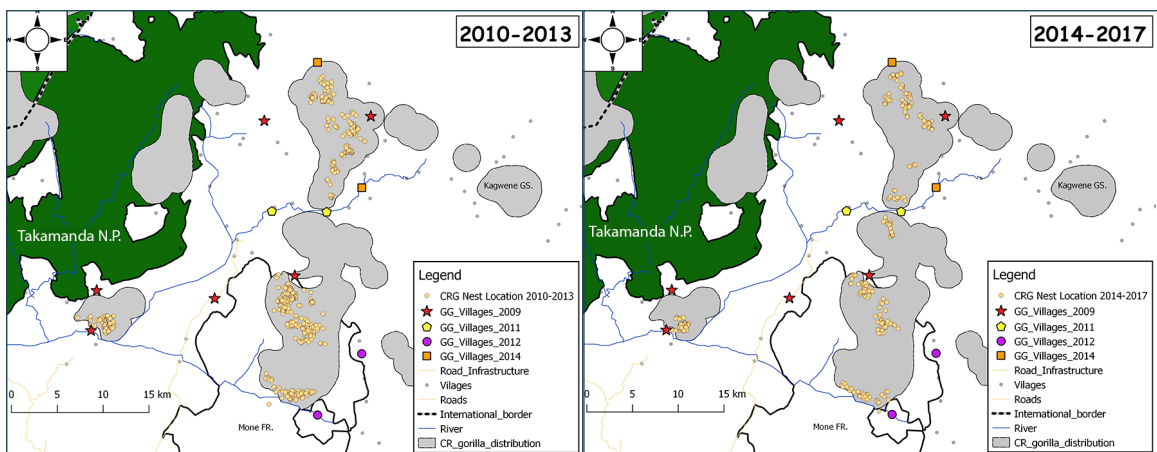 2010-2013
N
W
E
S
Kagwene GS.
Takamanda N.P.
Legend
CRG Nest Location 2010-2013
GG_Villages_2009
GG_Villages_2011
GG_Villages_2012
GG_Villages_2014
Road_Infrastructure
Vilages
Roads
International_border
River
CR_gorilla_distribution
0 5 10 15 km
Mone FR.
2014-2017
N
W
E
S
Kagwene GS.
Takamanda N.P.
Legend
CRG Nest Location 2014-2017
GG_Villages_2009
GG_Villages_2011
GG_Villages_2012
GG_Villages_2014
Road_Infrastructure
Vilages
Roads
International_border
River
CR_gorilla_distribution
0 5 10 15 km
Mone FR.